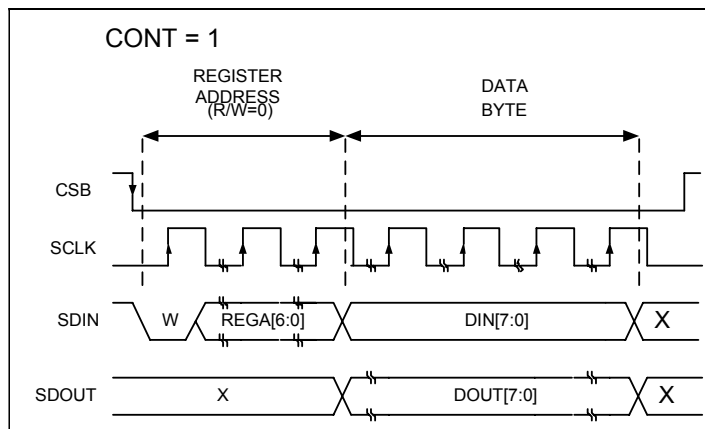 CONT = 1
REGISTER
ADDRESS
(R/W=0)
DATA
BYTE
CSB
SCLK
SDIN
W
REGA[6:0]
DIN[7:0]
X
SDOUT
X
DOUT[7:0]
X